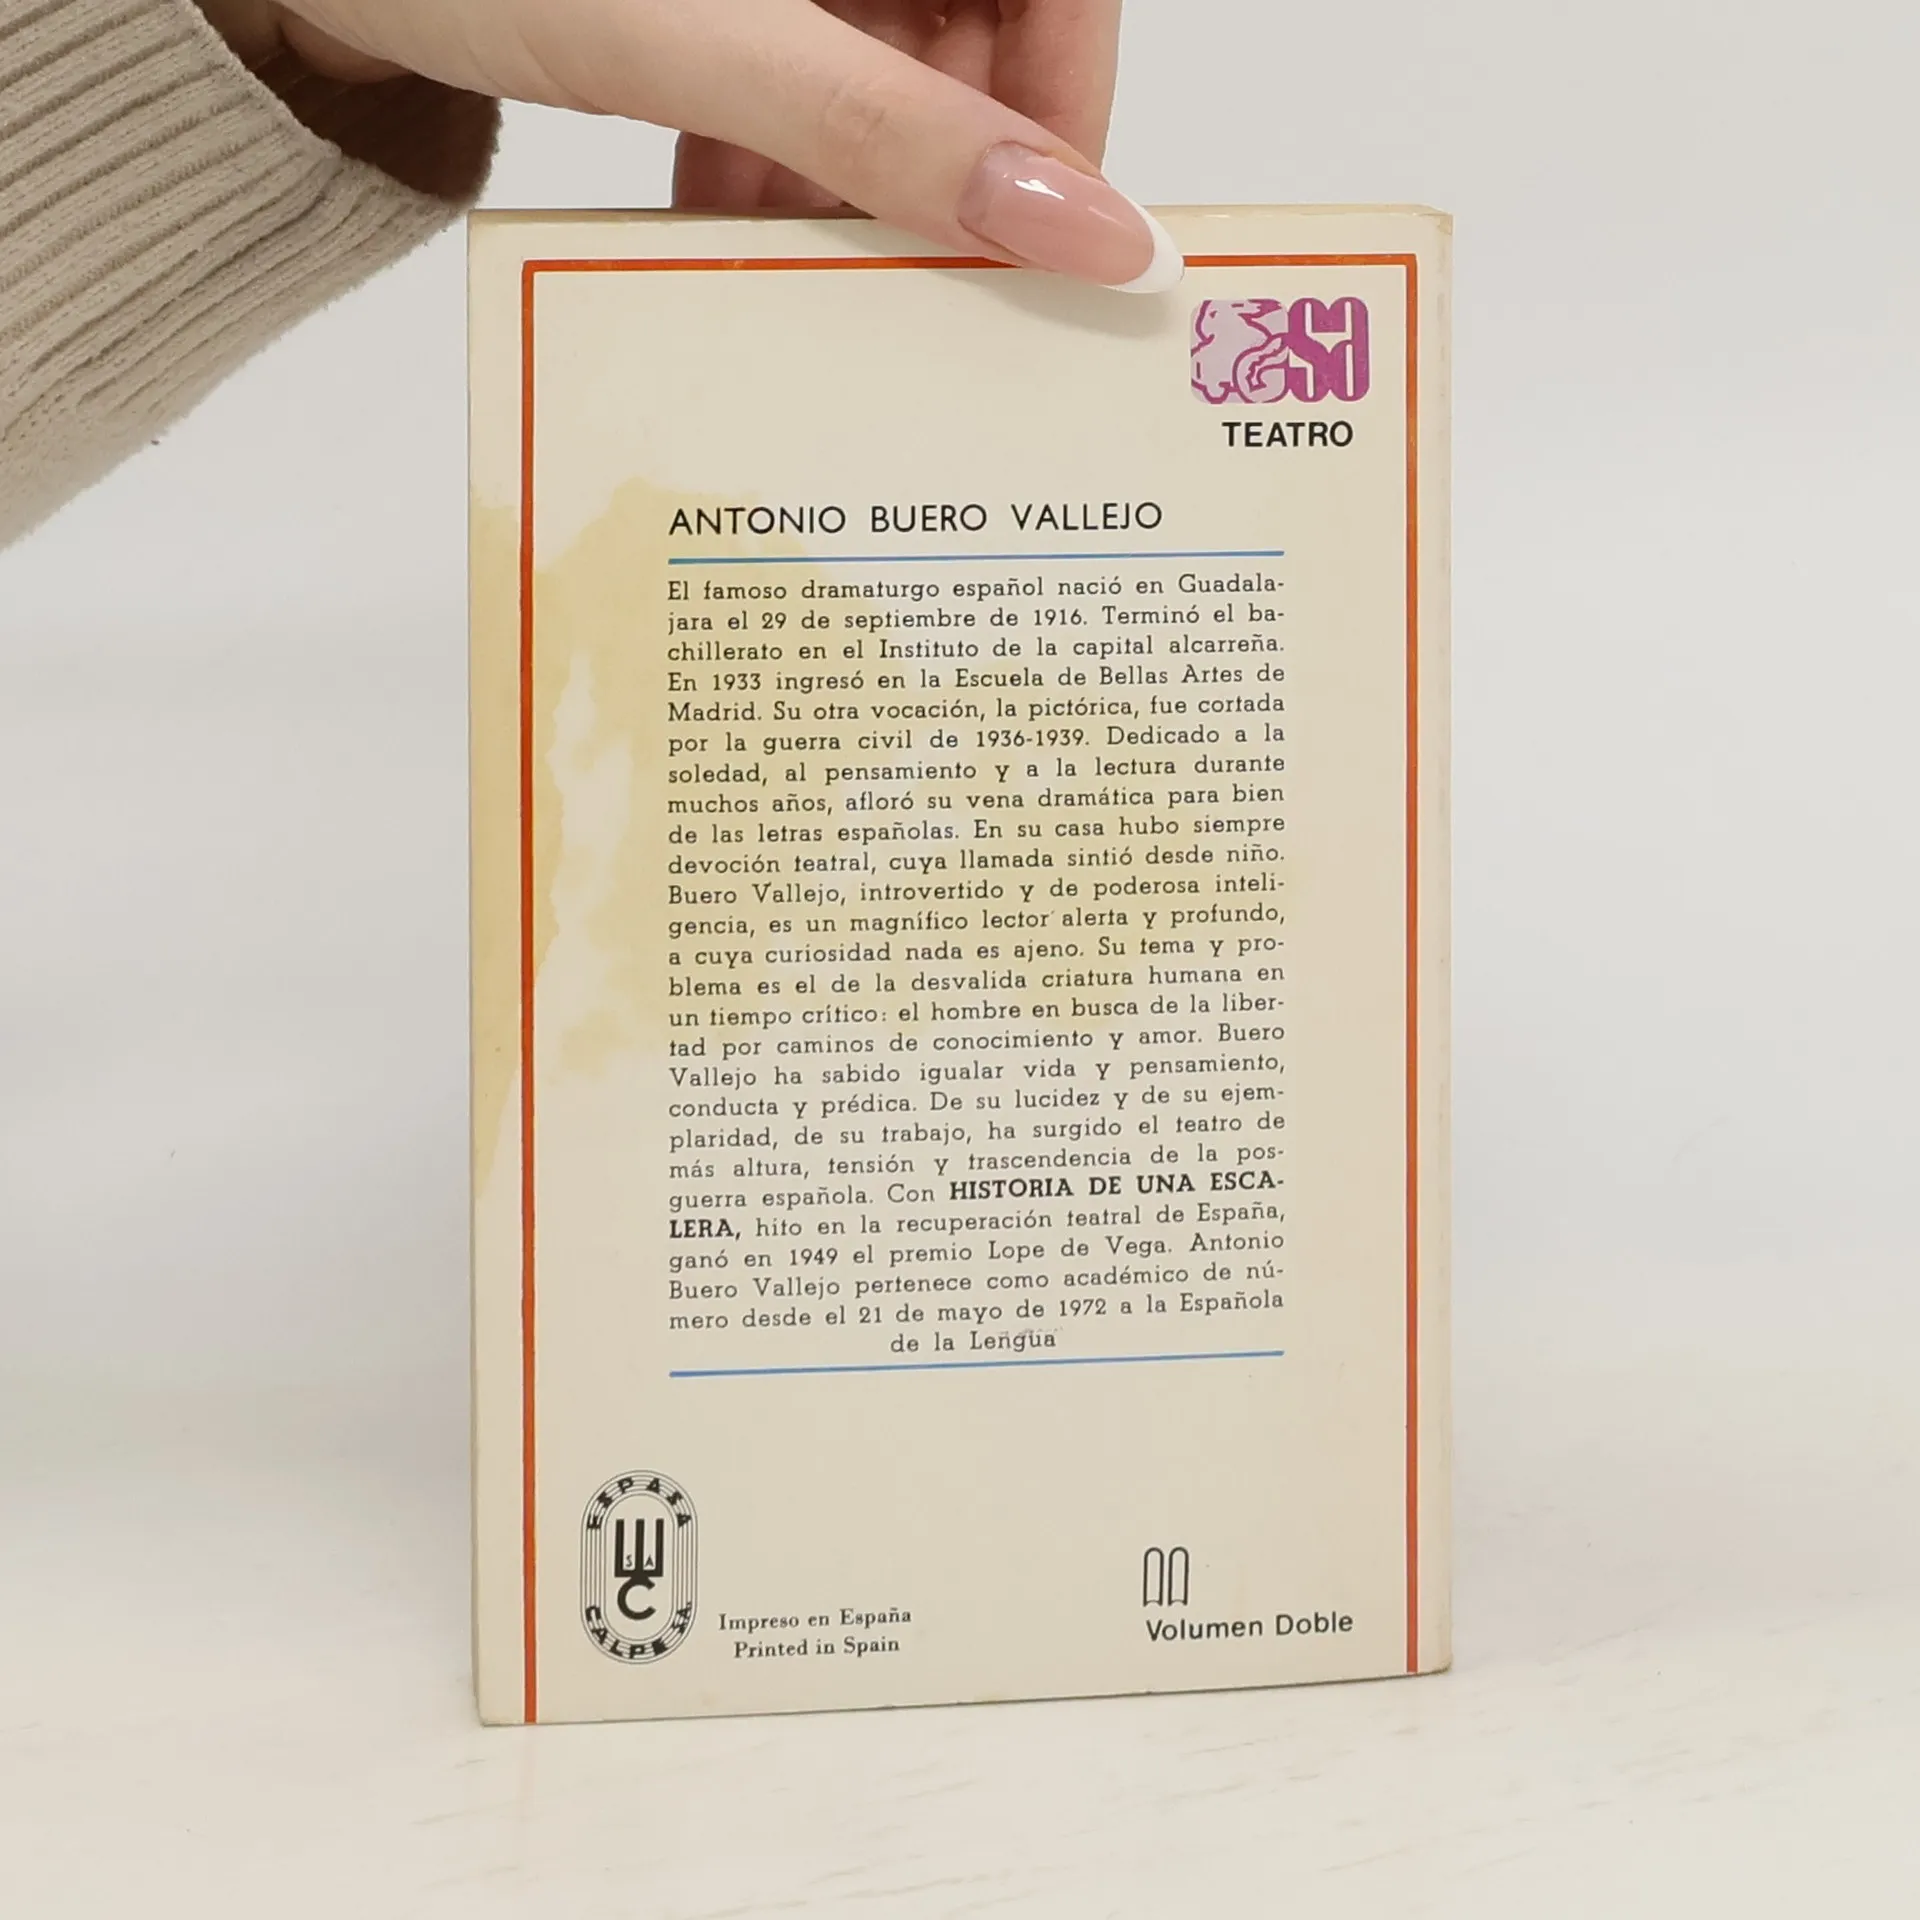 TEATRO
ANTONIO BUERO VALLEJO
El famoso dramaturgo español nació en Guadala-
jara el 29 de septiembre de 1916. Terminó el ba-
chillerato en el Instituto de la capital alcarreña.
En 1933 ingresó en la Escuela de Bellas Artes de
Madrid. Su otra vocación, la pictórica, fue cortada
por la guerra civil de 1936-1939. Dedicado a la
soledad, al pensamiento y a la lectura durante
muchos años, afloró su vena dramática para bien
de las letras españolas. En su casa hubo siempre
devoción teatral, cuya llamada sintió desde niño.
Buero Vallejo, introvertido y de poderosa inteli-
gencia, es un magnífico lector alerta y profundo,
a cuya curiosidad nada es ajeno. Su tema y pro-
blema es el de la desvalida criatura humana en
un tiempo crítico: el hombre en busca de la liber-
tad por caminos de conocimiento y amor. Buero
Vallejo ha sabido igualar vida y pensamiento,
conducta y prédica. De su lucidez y de su ejem-
plaridad, de su trabajo, ha surgido el teatro de
más altura, tensión y trascendencia de la pos-
guerra española. Con HISTORIA DE UNA ESCA-
LERA, hito en la recuperación teatral de España,
ganó en 1949 el premio Lope de Vega. Antonio
Buero Vallejo pertenece como académico de nú-
mero desde el 21 de mayo de 1972 a la Española
de la Lengua
ESPASA
S A
C
CALPE S.A.
Impreso en España
Printed in Spain
Volumen Doble